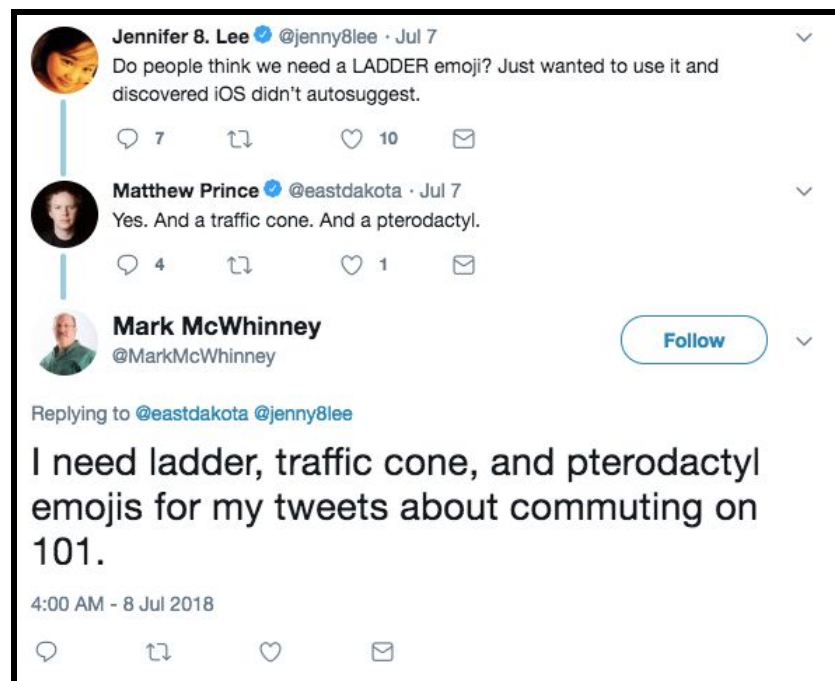 Jennifer 8. Lee @jenny8lee · Jul 7
Do people think we need a LADDER emoji? Just wanted to use it and
discovered iOS didn't autosuggest.
7 10
Matthew Prince @eastdakota · Jul 7
Yes. And a traffic cone. And a pterodactyl.
4 1
Mark McWhinney
@MarkMcWhinney
Follow
Replying to @eastdakota @jenny8lee
I need ladder, traffic cone, and pterodactyl
emojis for my tweets about commuting on
101.
4:00 AM - 8 Jul 2018